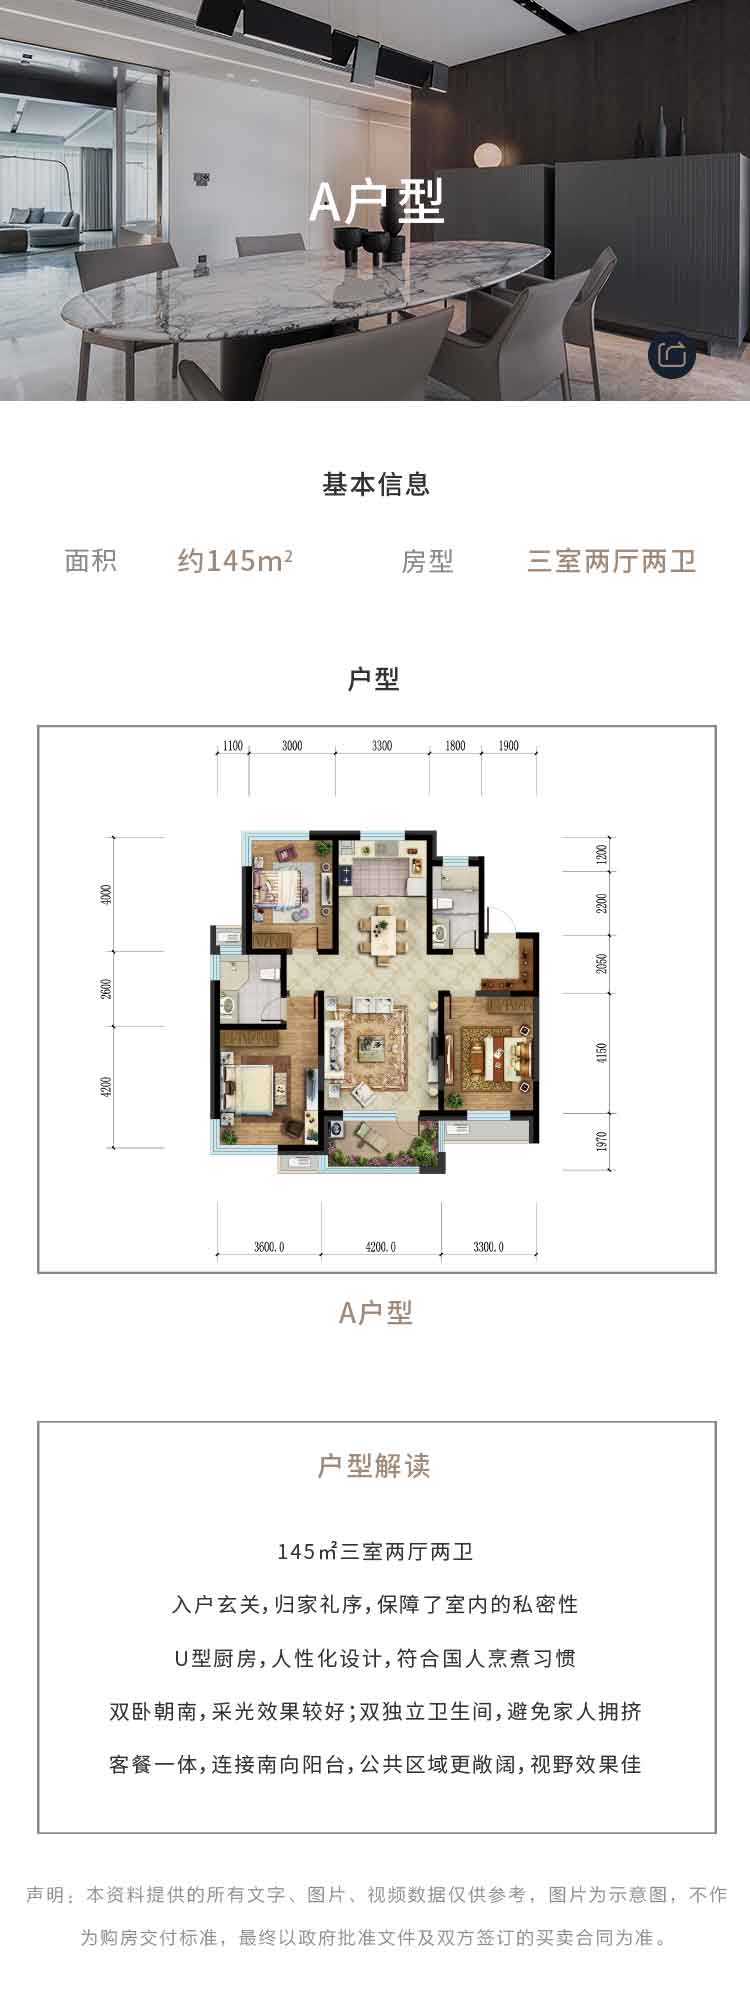 A户型
基本信息
面积 约145m² 房型 三室两厅两卫
户型
1100 3000 3300 1800 1900
4000
2600
4200
1200
2200
2050
4150
1970
3600.0 4200.0 3300.0
A户型
户型解读
145㎡三室两厅两卫
入户玄关,归家礼序,保障了室内的私密性
U型厨房,人性化设计,符合国人烹煮习惯
双卧朝南,采光效果较好;双独立卫生间,避免家人拥挤
客餐一体,连接南向阳台,公共区域更敞阔,视野效果佳
声明：本资料提供的所有文字、图片、视频数据仅供参考，图片为示意图，不作
为购房交付标准，最终以政府批准文件及双方签订的买卖合同为准。